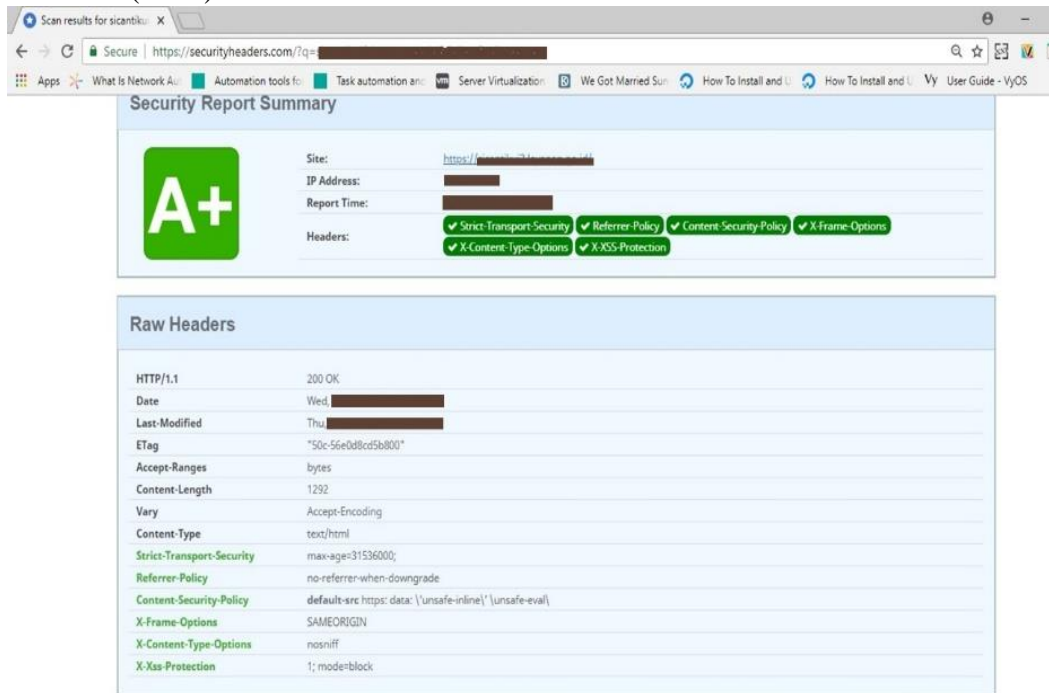 Scan results for sicantiku
Secure | https://securityheaders.com/?q=
Apps What Is Network Au Automation tools fo Task automation anc vm Server Virtualization We Got Married Sun How To Install and U How To Install and U Vy User Guide - VyOS
Security Report Summary
A+
Site: https://
IP Address:
Report Time:
Headers: Strict-Transport-Security Referrer-Policy Content-Security-Policy X-Frame-Options
X-Content-Type-Options X-XSS-Protection
Raw Headers
HTTP/1.1 200 OK
Date Wed,
Last-Modified Thu,
ETag "50c-56e0d8cd5b800"
Accept-Ranges bytes
Content-Length 1292
Vary Accept-Encoding
Content-Type text/html
Strict-Transport-Security max-age=31536000;
Referrer-Policy no-referrer-when-downgrade
Content-Security-Policy default-src https: data: \'unsafe-inline\' \unsafe-eval\
X-Frame-Options SAMEORIGIN
X-Content-Type-Options nosniff
X-Xss-Protection 1; mode=block